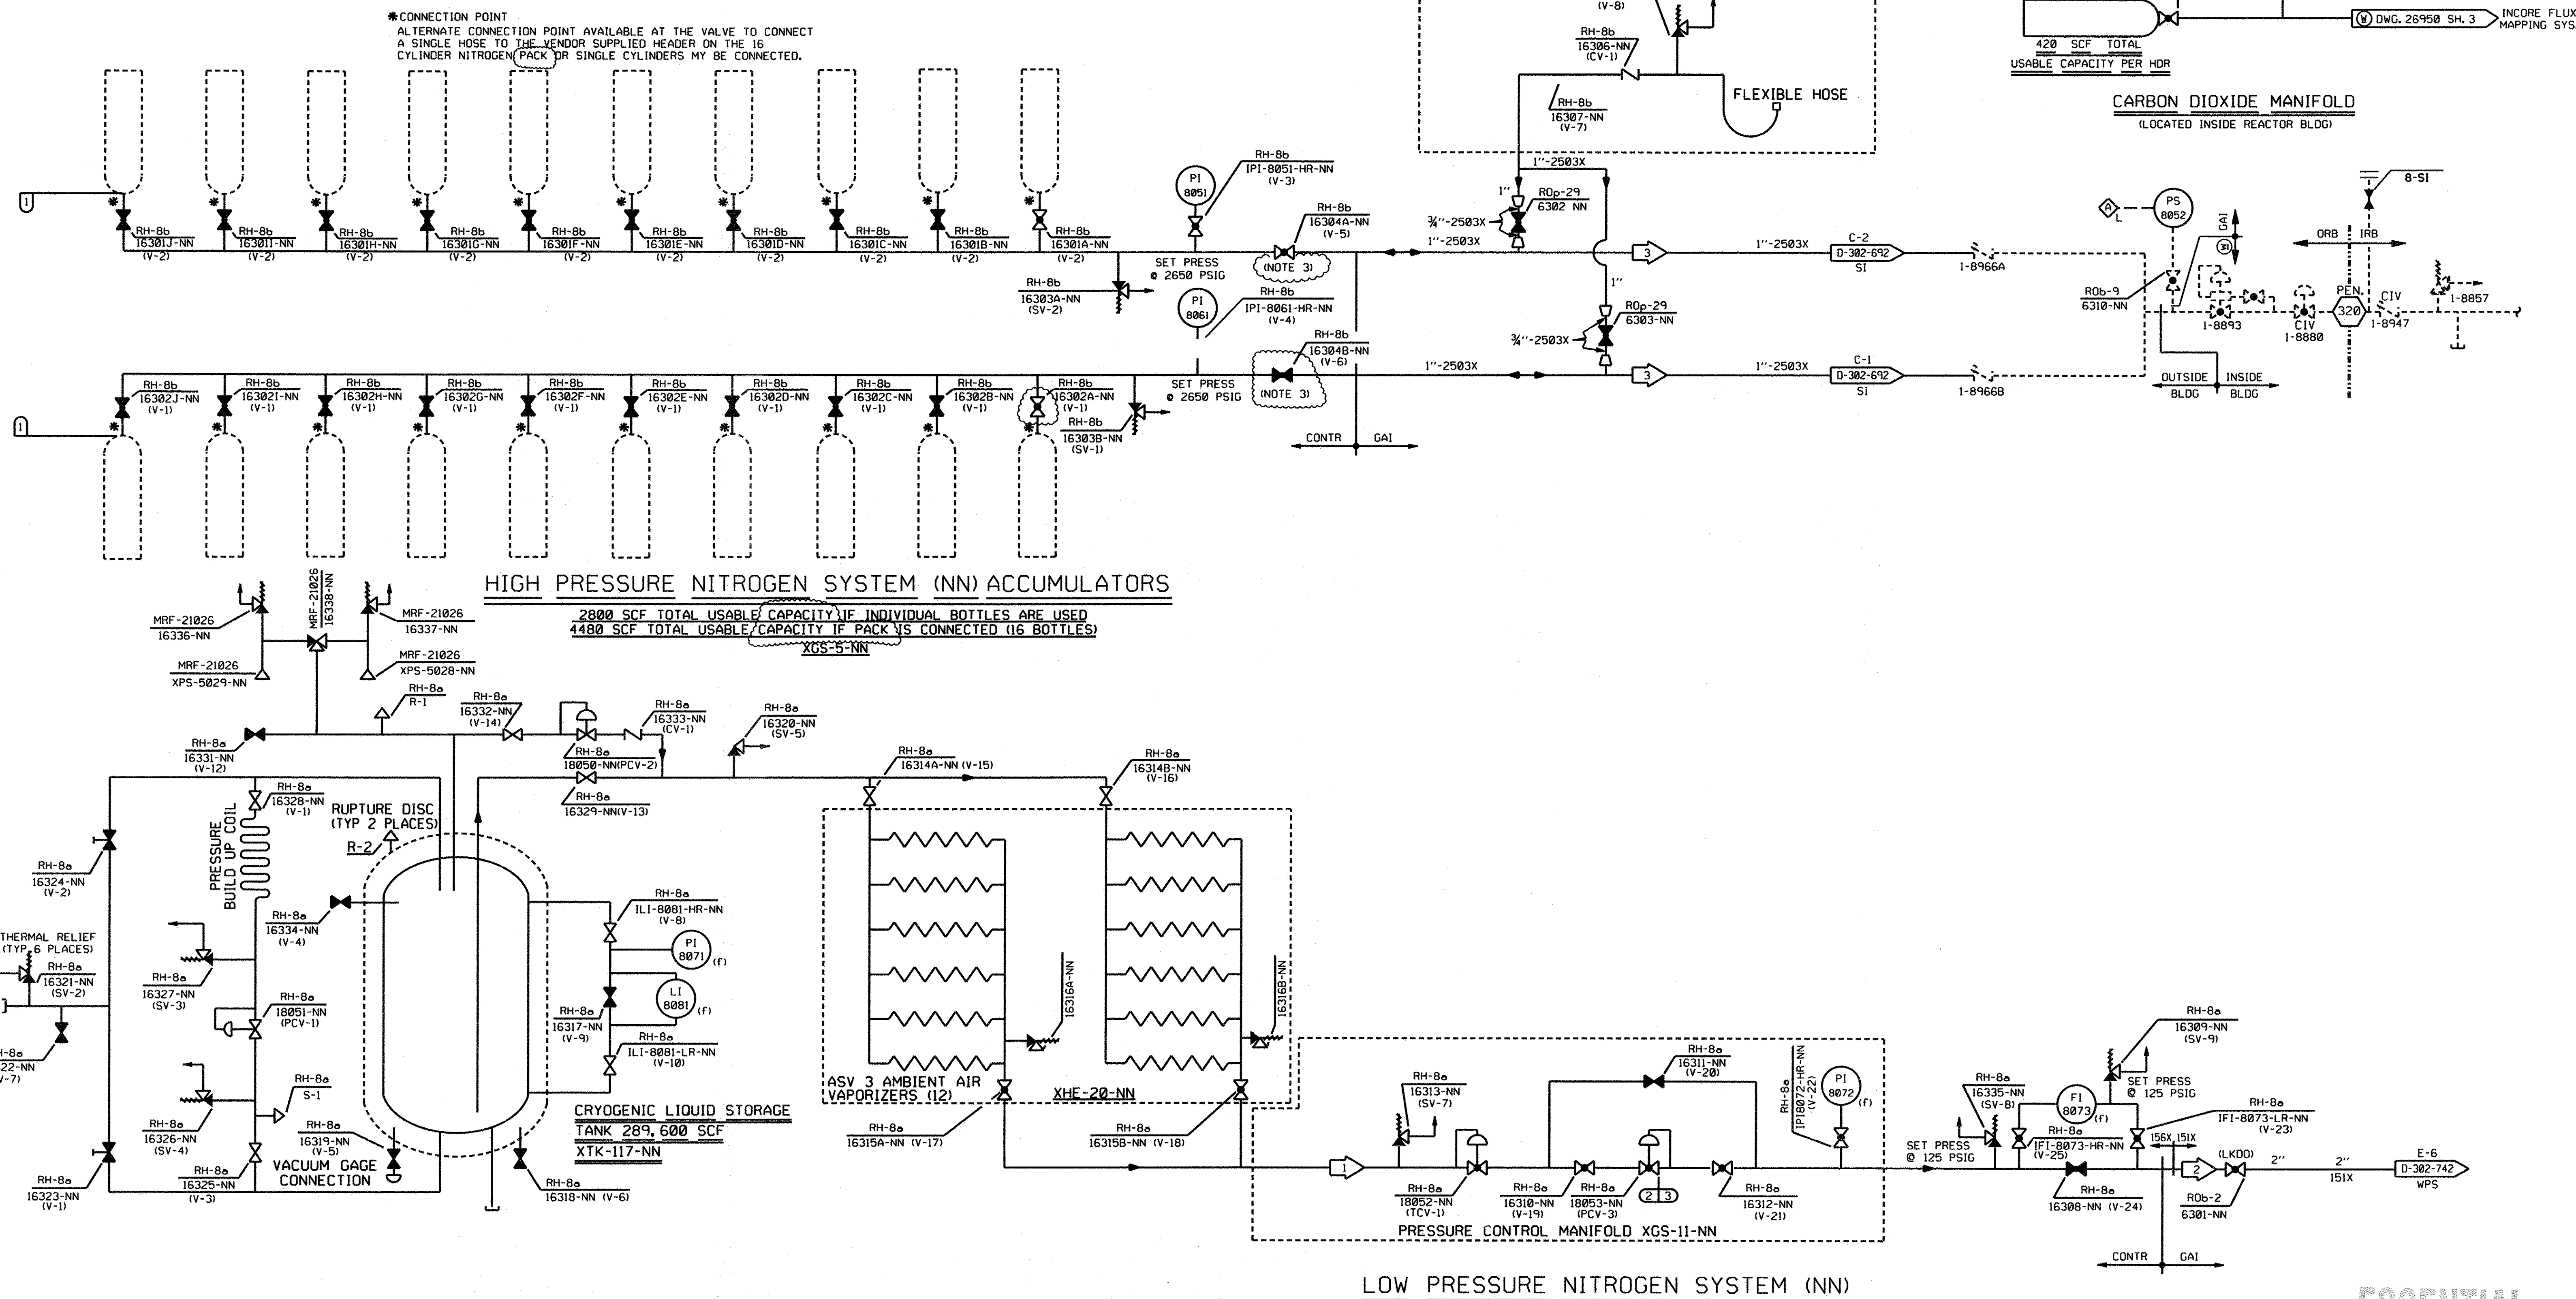 ✱CONNECTION POINT
ALTERNATE CONNECTION POINT AVAILABLE AT THE VALVE TO CONNECT
A SINGLE HOSE TO THE VENDOR SUPPLIED HEADER ON THE 16
CYLINDER NITROGEN PACK OR SINGLE CYLINDERS MY BE CONNECTED.
(V-8)
RH-8b
16306-NN
(CV-1)
RH-8b
16307-NN
(V-7)
FLEXIBLE HOSE
420 SCF TOTAL
USABLE CAPACITY PER HDR
W DWG. 26950 SH. 3
INCORE FLUX
MAPPING SYS
CARBON DIOXIDE MANIFOLD
(LOCATED INSIDE REACTOR BLDG)
1
RH-8b
16301J-NN
(V-2)
RH-8b
16301I-NN
(V-2)
RH-8b
16301H-NN
(V-2)
RH-8b
16301G-NN
(V-2)
RH-8b
16301F-NN
(V-2)
RH-8b
16301E-NN
(V-2)
RH-8b
16301D-NN
(V-2)
RH-8b
16301C-NN
(V-2)
RH-8b
16301B-NN
(V-2)
RH-8b
16301A-NN
(V-2)
PI
8051
RH-8b
IPI-8051-HR-NN
(V-3)
RH-8b
16304A-NN
(V-5)
(NOTE 3)
SET PRESS
@ 2650 PSIG
RH-8b
16303A-NN
(SV-2)
PI
8061
RH-8b
IPI-8061-HR-NN
(V-4)
RH-8b
16304B-NN
(V-6)
(NOTE 3)
SET PRESS
@ 2650 PSIG
1"-2503X
1"
ROp-29
6302 NN
¾"-2503X
1"-2503X
3
1"-2503X
C-2
D-302-692
SI
1-8966A
1"
ROp-29
6303-NN
¾"-2503X
1"-2503X
3
1"-2503X
C-1
D-302-692
SI
1-8966B
A
L
PS
8052
GAI
W
ROb-9
6310-NN
8-SI
ORB
IRB
1-8893
CIV
1-8880
PEN.
320
CIV
1-8947
1-8857
OUTSIDE
BLDG
INSIDE
BLDG
1
RH-8b
16302J-NN
(V-1)
RH-8b
16302I-NN
(V-1)
RH-8b
16302H-NN
(V-1)
RH-8b
16302G-NN
(V-1)
RH-8b
16302F-NN
(V-1)
RH-8b
16302E-NN
(V-1)
RH-8b
16302D-NN
(V-1)
RH-8b
16302C-NN
(V-1)
RH-8b
16302B-NN
(V-1)
RH-8b
16302A-NN
(V-1)
RH-8b
16303B-NN
(SV-1)
CONTR
GAI
HIGH PRESSURE NITROGEN SYSTEM (NN) ACCUMULATORS
2800 SCF TOTAL USABLE CAPACITY IF INDIVIDUAL BOTTLES ARE USED
4480 SCF TOTAL USABLE CAPACITY IF PACK IS CONNECTED (16 BOTTLES)
XGS-5-NN
MRF-21026
16336-NN
MRF-21026
16338-NN
MRF-21026
16337-NN
MRF-21026
XPS-5029-NN
MRF-21026
XPS-5028-NN
RH-8a
R-1
RH-8a
16332-NN
(V-14)
RH-8a
16333-NN
(CV-1)
RH-8a
16320-NN
(SV-5)
RH-8a
16331-NN
(V-12)
RH-8a
18050-NN(PCV-2)
RH-8a
16329-NN(V-13)
RH-8a
16314A-NN (V-15)
RH-8a
16314B-NN
(V-16)
RH-8a
16328-NN
(V-1)
PRESSURE
BUILD UP COIL
RUPTURE DISC
(TYP 2 PLACES)
R-2
RH-8a
16324-NN
(V-2)
RH-8a
16334-NN
(V-4)
THERMAL RELIEF
(TYP 6 PLACES)
RH-8a
16321-NN
(SV-2)
RH-8a
16327-NN
(SV-3)
RH-8a
18051-NN
(PCV-1)
RH-8a
ILI-8081-HR-NN
(V-8)
PI
8071
(f)
LI
8081
(f)
RH-8a
16317-NN
(V-9)
RH-8a
ILI-8081-LR-NN
(V-10)
H-8a
22-NN
V-7)
RH-8a
S-1
RH-8a
16326-NN
(SV-4)
RH-8a
16319-NN
(V-5)
VACUUM GAGE
CONNECTION
RH-8a
16325-NN
(V-3)
RH-8a
16323-NN
(V-1)
RH-8a
16318-NN (V-6)
CRYOGENIC LIQUID STORAGE
TANK 289,600 SCF
XTK-117-NN
16316A-NN
16316B-NN
ASV 3 AMBIENT AIR
VAPORIZERS (12)
XHE-20-NN
RH-8a
16315A-NN (V-17)
RH-8a
16315B-NN (V-18)
1
RH-8a
16313-NN
(SV-7)
RH-8a
18052-NN
(TCV-1)
RH-8a
16311-NN
(V-20)
RH-8a
16310-NN
(V-19)
RH-8a
18053-NN
(PCV-3)
2 3
RH-8a
16312-NN
(V-21)
RH-8a
IPI8072-HR-NN
(V-22)
PI
8072
(f)
PRESSURE CONTROL MANIFOLD XGS-11-NN
SET PRESS
@ 125 PSIG
RH-8a
16335-NN
(SV-8)
FI
8073
(f)
RH-8a
16309-NN
(SV-9)
SET PRESS
@ 125 PSIG
RH-8a
IFI-8073-HR-NN
(V-25)
RH-8a
IFI-8073-LR-NN
(V-23)
156X 151X
RH-8a
16308-NN (V-24)
2
(LKDO)
ROb-2
6301-NN
2"
2"
151X
E-6
D-302-742
WPS
CONTR
GAI
LOW PRESSURE NITROGEN SYSTEM (NN)